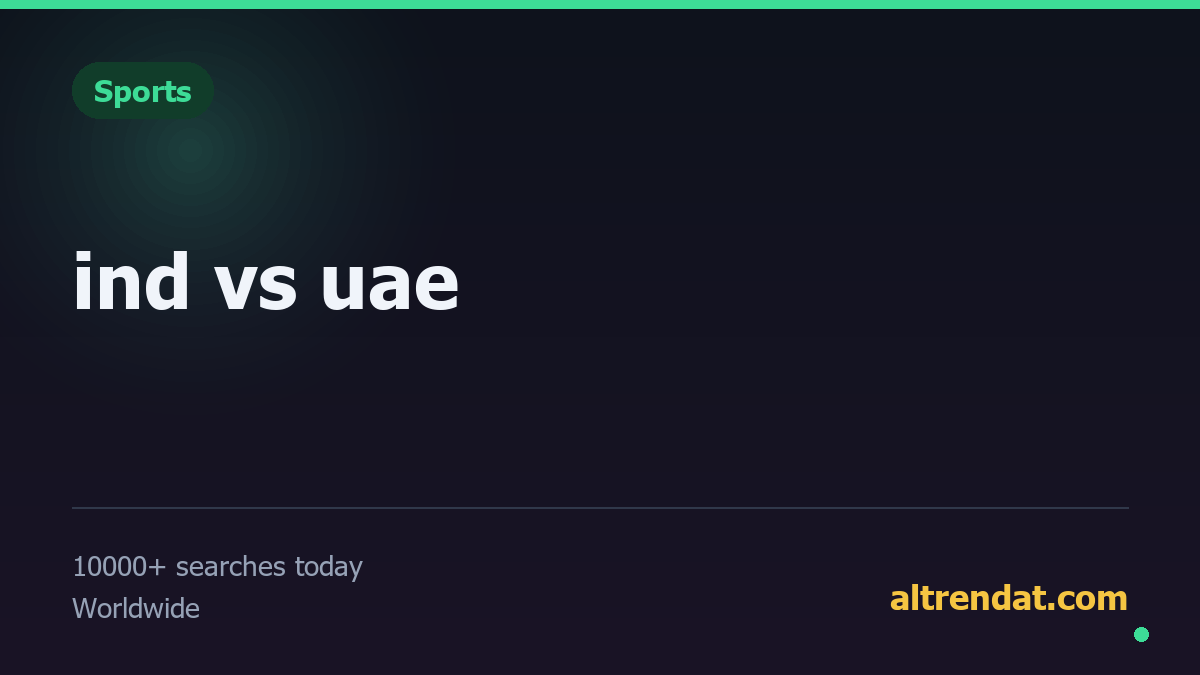 Sports
ind vs uae
10000+ searches today
Worldwide
altrendat.com